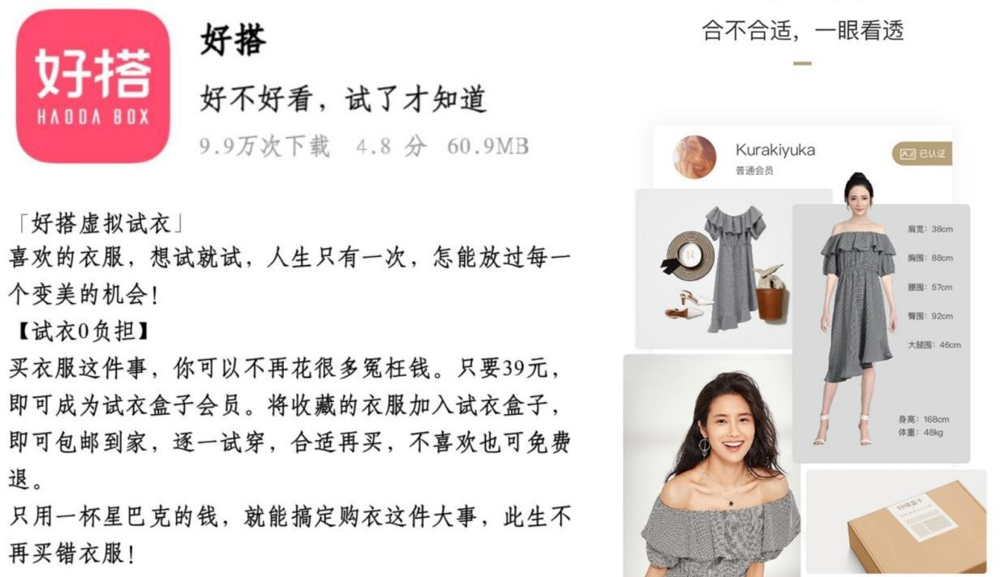 好搭
HAODA BOX
好搭
好不好看，试了才知道
9.9万次下载 4.8 分 60.9MB
「好搭虚拟试衣」
喜欢的衣服，想试就试，人生只有一次，怎能放过每一
个变美的机会！
【试衣0负担】
买衣服这件事，你可以不再花很多冤枉钱。只要39元，
即可成为试衣盒子会员。将收藏的衣服加入试衣盒子，
即可包邮到家，逐一试穿，合适再买，不喜欢也可免费
退。
只用一杯星巴克的钱，就能搞定购衣这件大事，此生不
再买错衣服！
合不合适，一眼看透
Kurakiyuka
已认证
普通会员
肩宽：38cm
胸围：88cm
腰围：57cm
臀围：92cm
大腿围：46cm
身高：168cm
体重：48kg